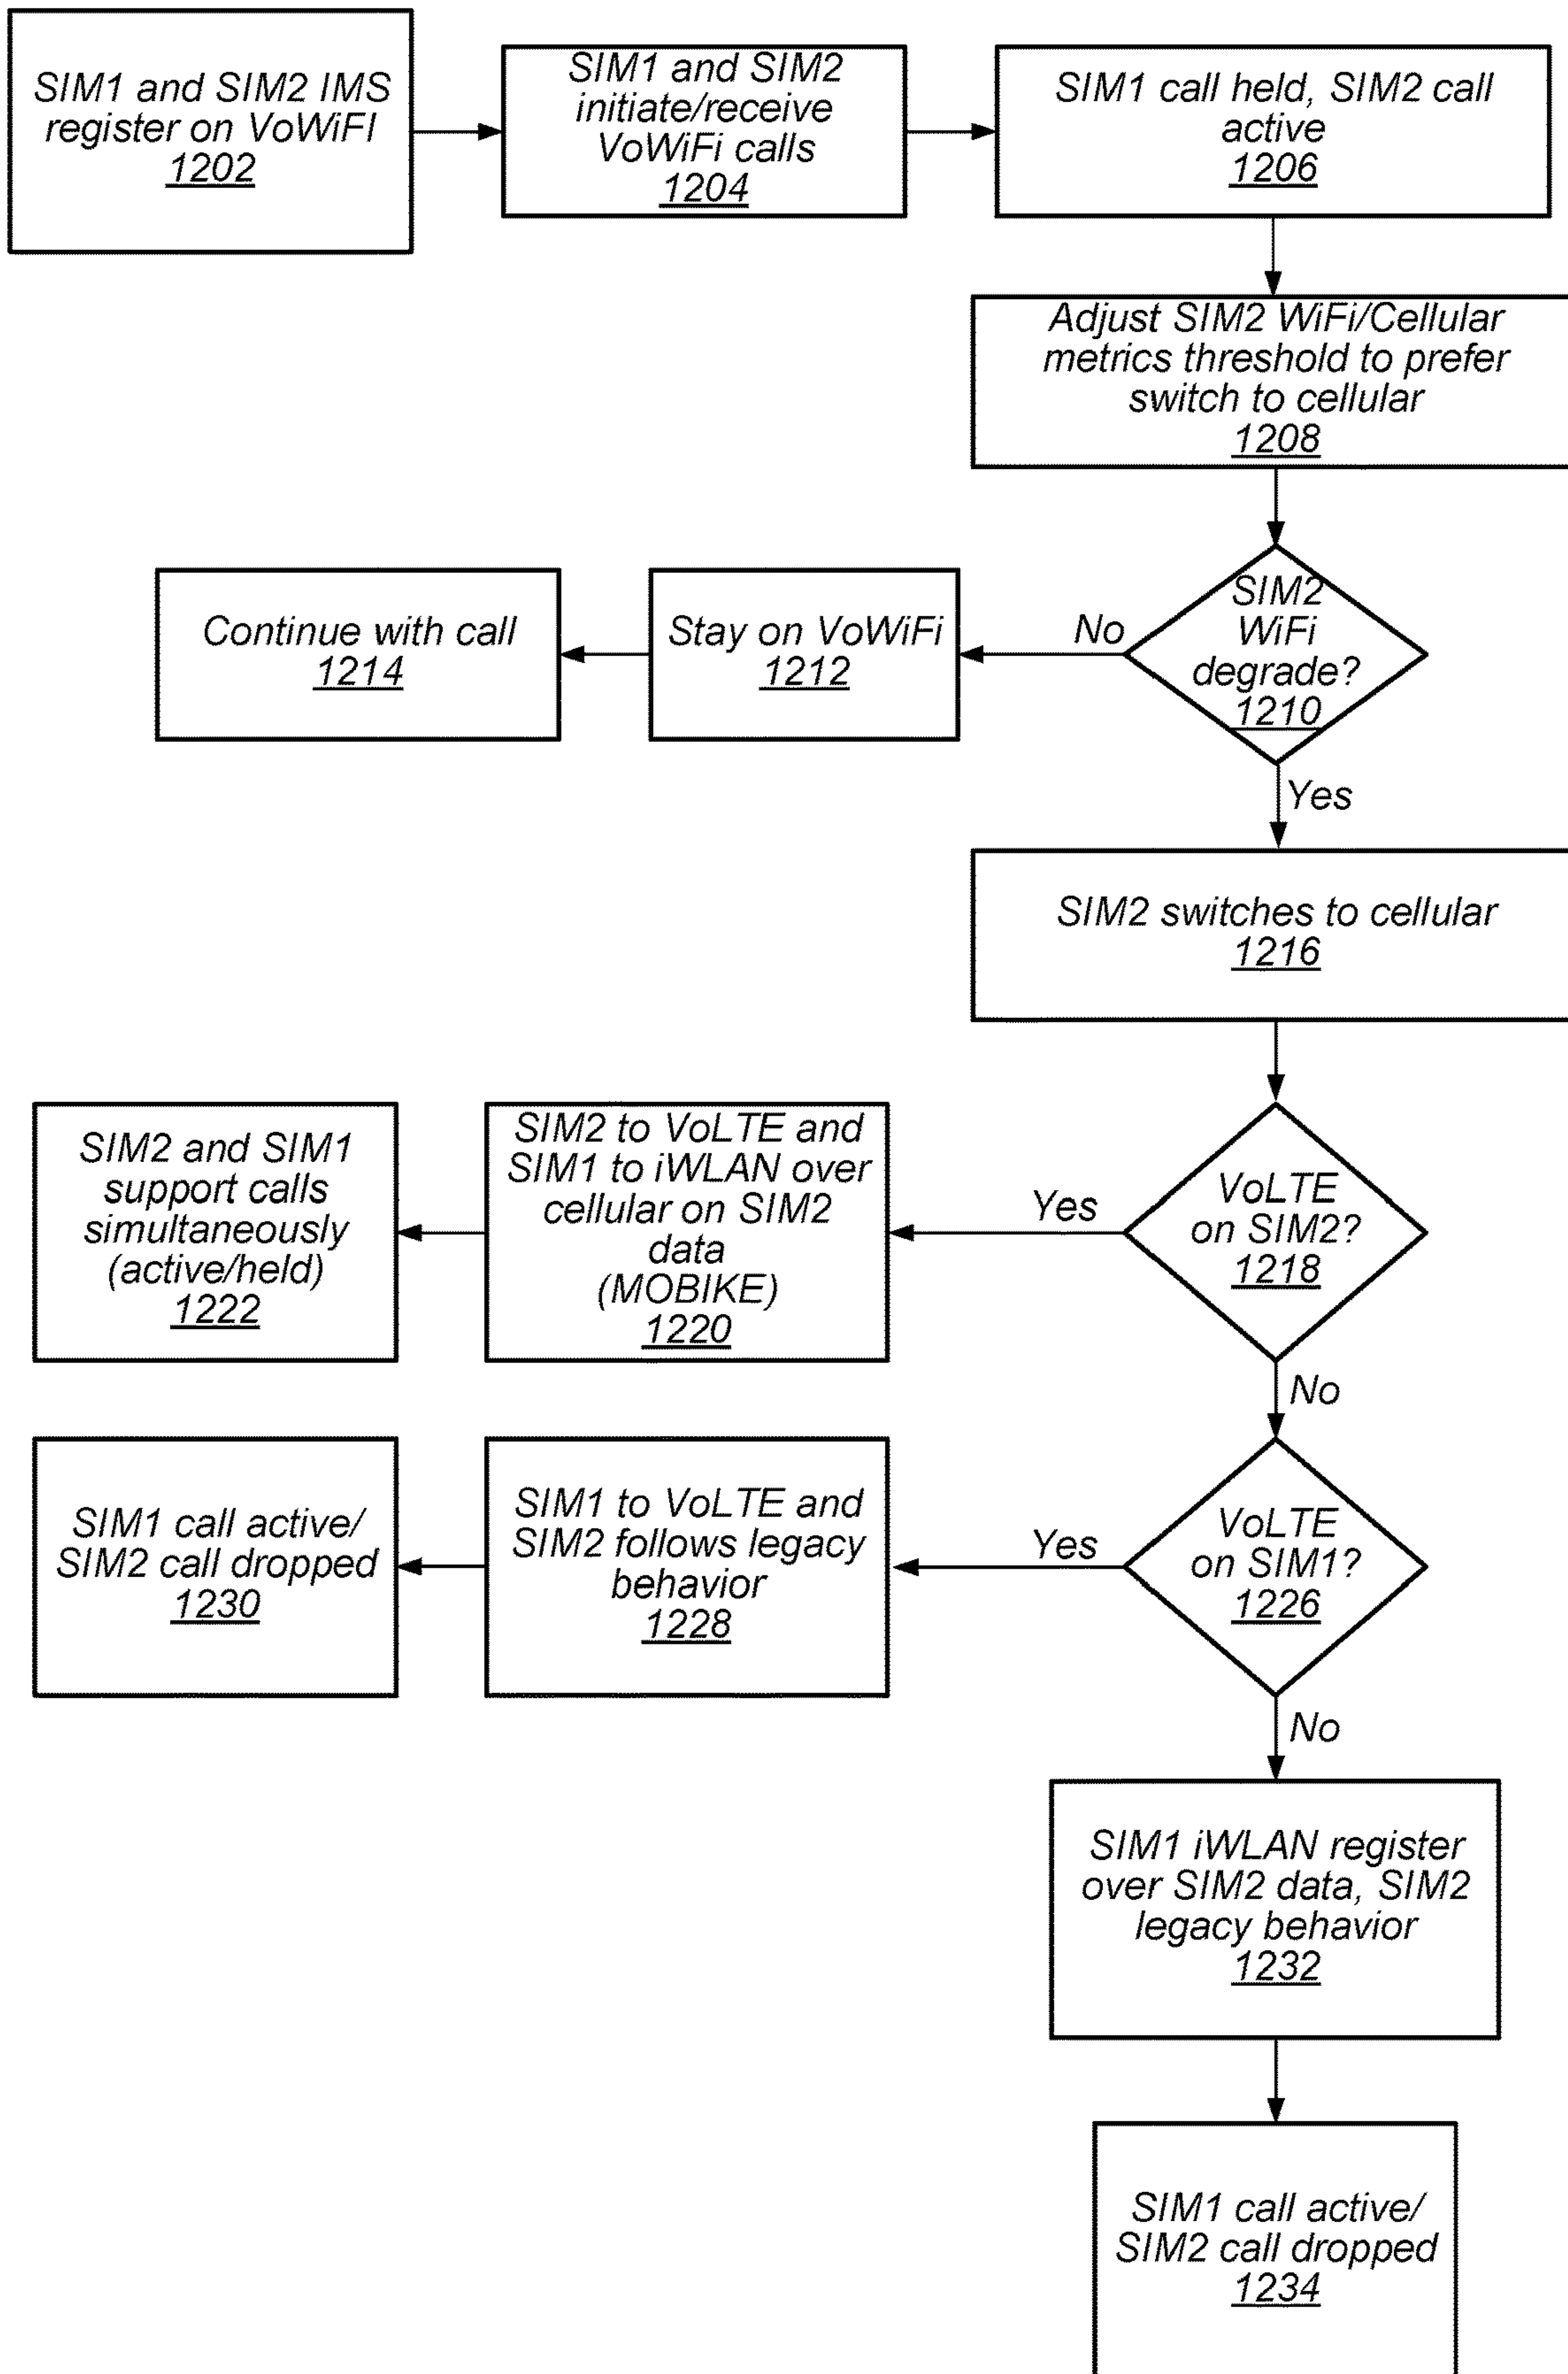 SIM1 and SIM2 IMS
register on VoWiFI
1202
SIM1 and SIM2
initiate/receive
VoWiFi calls
1204
SIM1 call held, SIM2 call
active
1206
Adjust SIM2 WiFi/Cellular
metrics threshold to prefer
switch to cellular
1208
SIM2
WiFi
degrade?
1210
No
Stay on VoWiFi
1212
Continue with call
1214
Yes
SIM2 switches to cellular
1216
VoLTE
on SIM2?
1218
Yes
SIM2 to VoLTE and
SIM1 to iWLAN over
cellular on SIM2
data
(MOBIKE)
1220
SIM2 and SIM1
support calls
simultaneously
(active/held)
1222
No
VoLTE
on SIM1?
1226
Yes
SIM1 to VoLTE and
SIM2 follows legacy
behavior
1228
SIM1 call active/
SIM2 call dropped
1230
No
SIM1 iWLAN register
over SIM2 data, SIM2
legacy behavior
1232
SIM1 call active/
SIM2 call dropped
1234